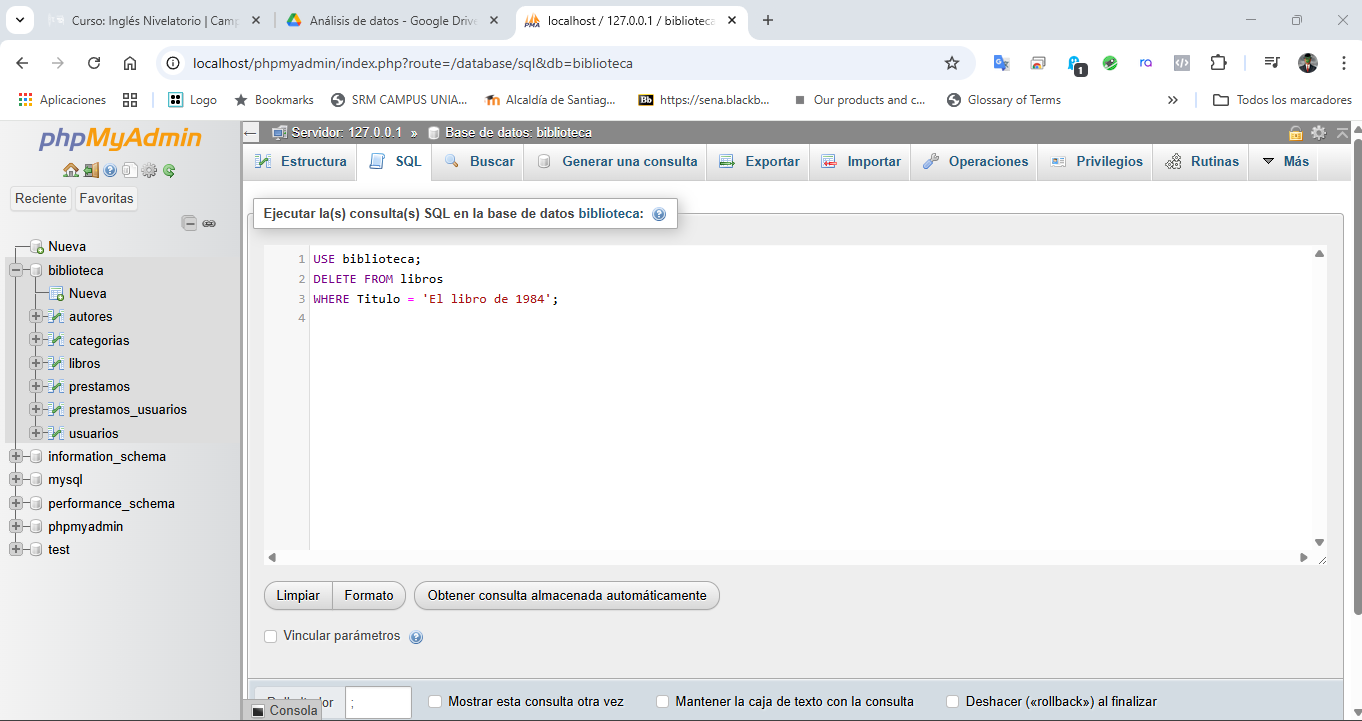 Curso: Inglés Nivelatorio | Cam
Análisis de datos - Google Drive
localhost / 127.0.0.1 / biblioteca
localhost/phpmyadmin/index.php?route=/database/sql&db=biblioteca
1
Aplicaciones
Logo
Bookmarks
SRM CAMPUS UNIA...
Alcaldía de Santiag...
Bb
https://sena.blackb...
Our products and c...
Glossary of Terms
»
Todos los marcadores
phpMyAdmin
Reciente
Favoritas
Nueva
biblioteca
Nueva
autores
categorias
libros
prestamos
prestamos_usuarios
usuarios
information_schema
mysql
performance_schema
phpmyadmin
test
Servidor: 127.0.0.1 » Base de datos: biblioteca
Estructura
SQL
Buscar
Generar una consulta
Exportar
Importar
Operaciones
Privilegios
Rutinas
Más
Ejecutar la(s) consulta(s) SQL en la base de datos biblioteca:
1 USE biblioteca;
2 DELETE FROM libros
3 WHERE Titulo = 'El libro de 1984';
4
Limpiar
Formato
Obtener consulta almacenada automáticamente
Vincular parámetros
;
Mostrar esta consulta otra vez
Mantener la caja de texto con la consulta
Deshacer («rollback») al finalizar
Consola